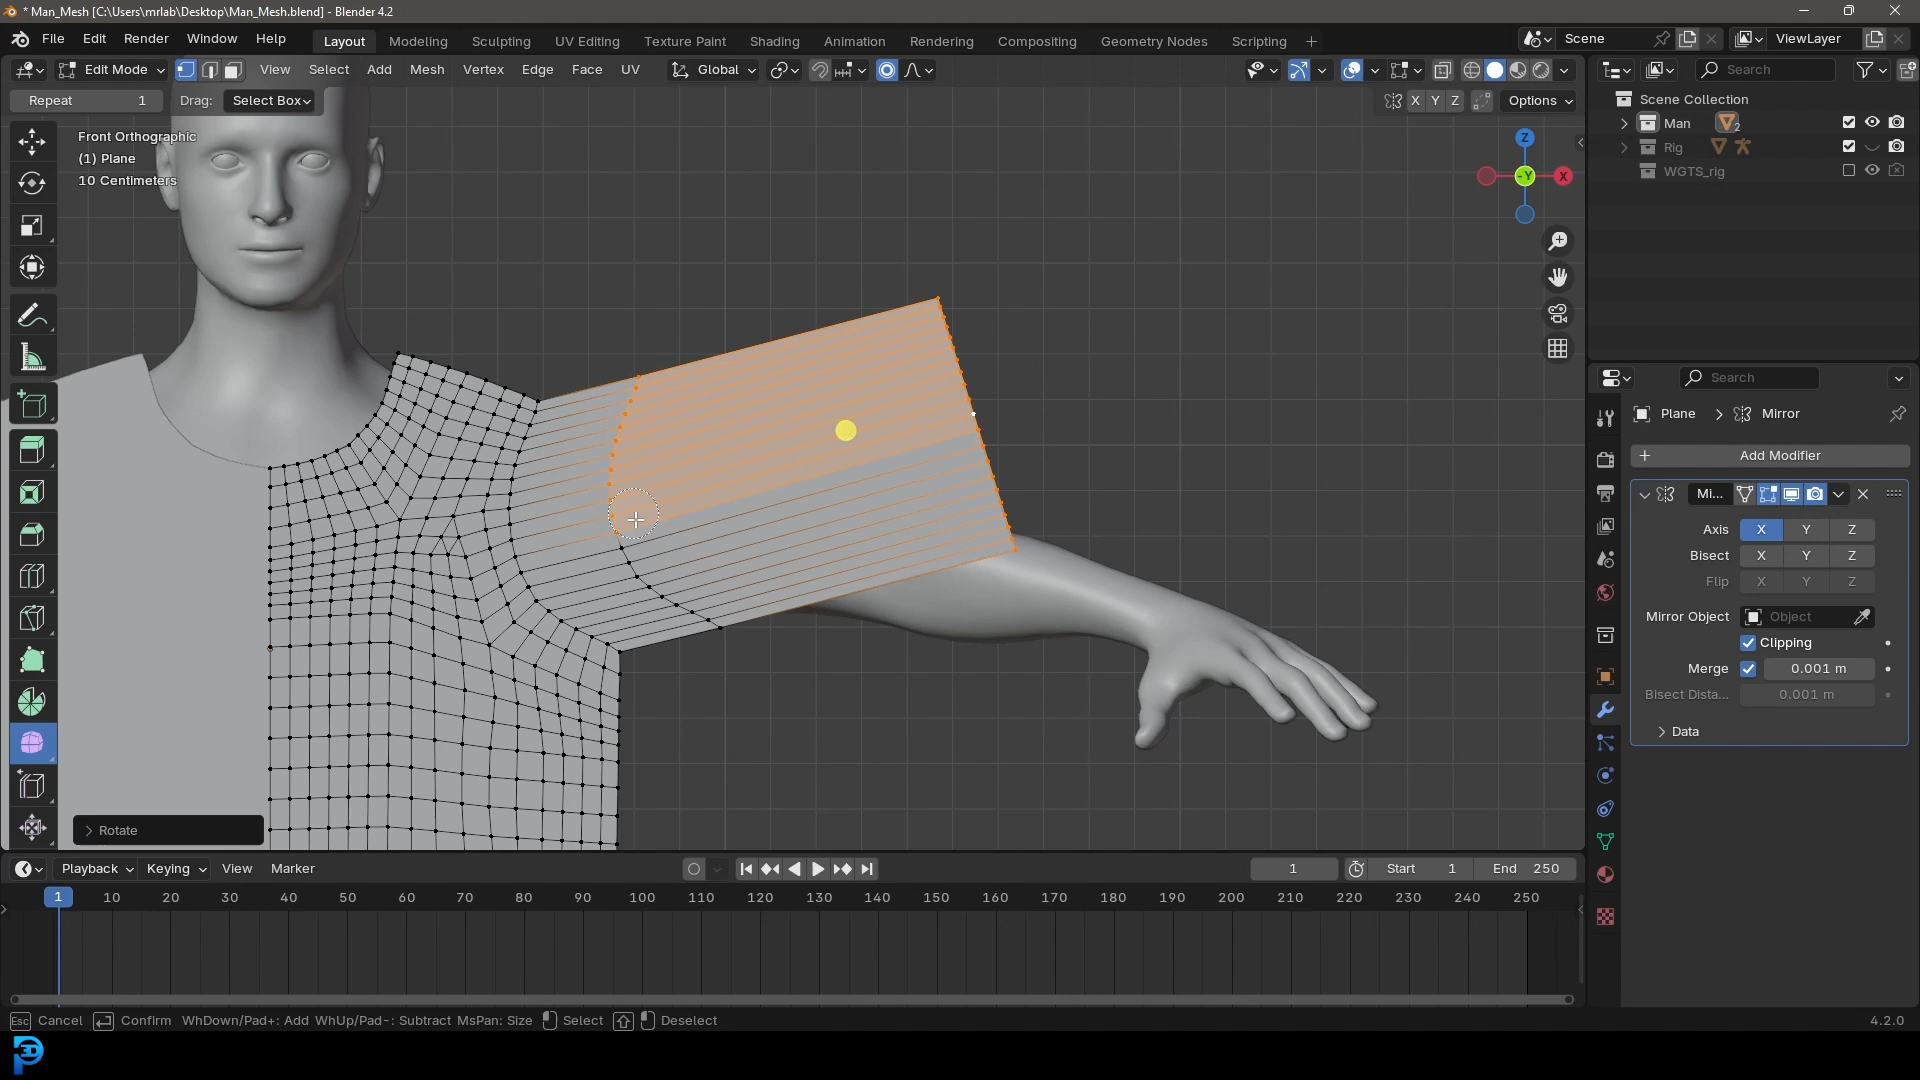 * Man_Mesh [C:\Users\mrlab\Desktop\Man_Mesh.blend] - Blender 4.2
File Edit Render Window Help Layout Modeling Sculpting UV Editing Texture Paint Shading Animation Rendering Compositing Geometry Nodes Scripting + Scene ViewLayer
Edit Mode View Select Add Mesh Vertex Edge Face UV Global Search
Repeat 1 Drag: Select Box X Y Z Options
Scene Collection
Man 2
Rig
WGTS_rig
Front Orthographic
(1) Plane
10 Centimeters
Z
-Y X
Search
Plane > Mirror
+ Add Modifier
Mi...
Axis X Y Z
Bisect X Y Z
Flip X Y Z
Mirror Object Object
Clipping
Merge 0.001 m
Bisect Dista... 0.001 m
> Data
> Rotate
Playback Keying View Marker 1 Start 1 End 250
1 10 20 30 40 50 60 70 80 90 100 110 120 130 140 150 160 170 180 190 200 210 220 230 240 250
Esc Cancel Confirm WhDown/Pad+: Add WhUp/Pad-: Subtract MsPan: Size Select Deselect 4.2.0
3D